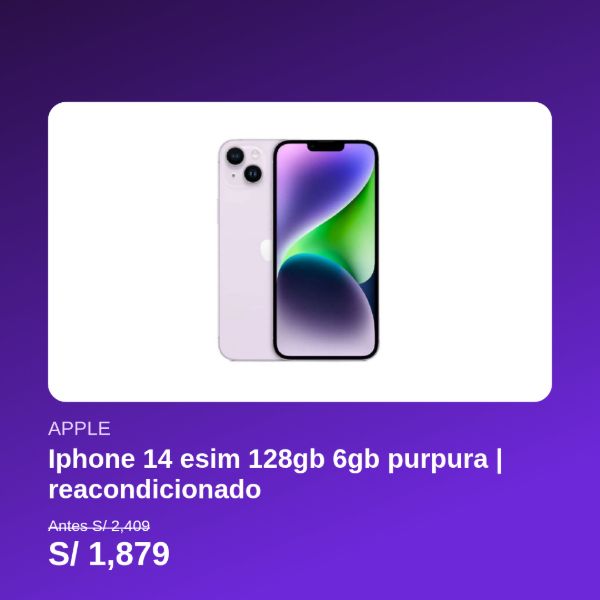 APPLE
Iphone 14 esim 128gb 6gb purpura |
reacondicionado
Antes S/ 2,409
S/ 1,879